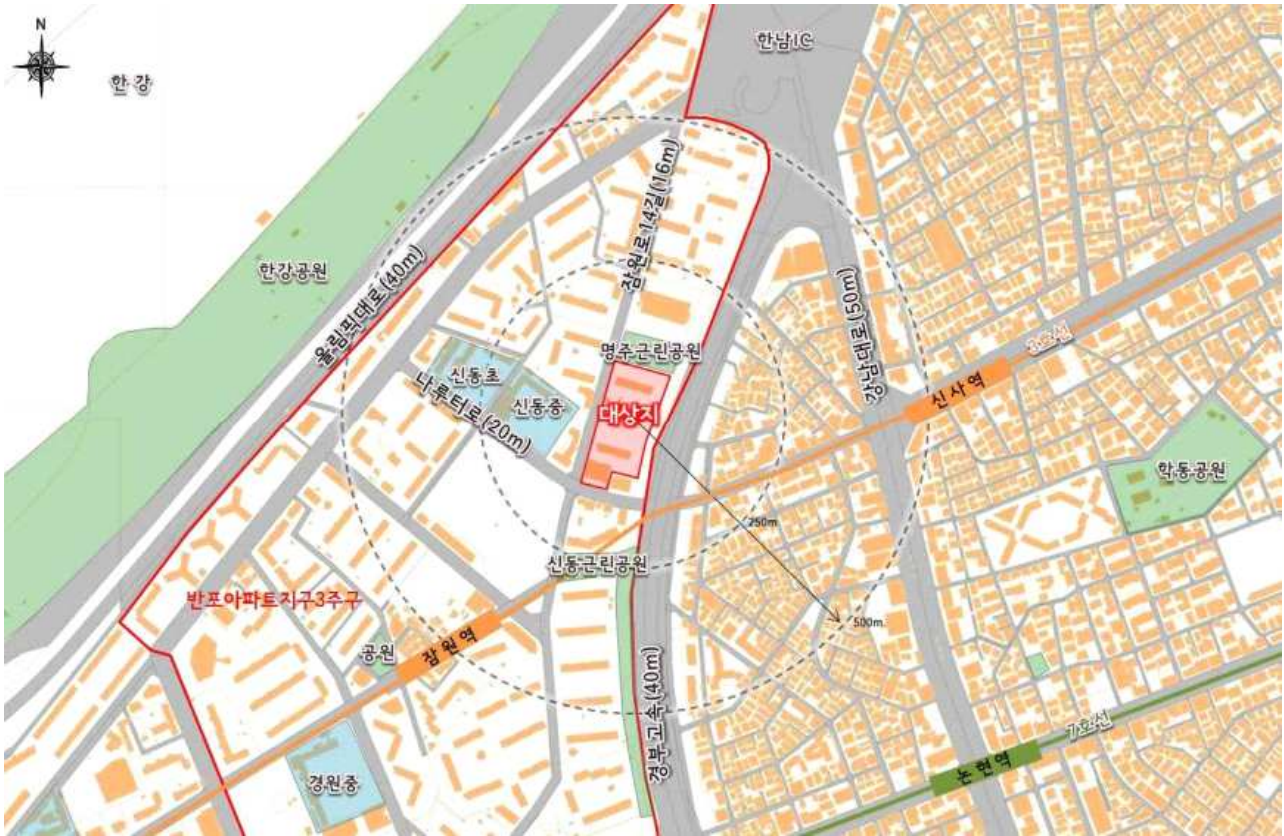 N
한강
한남IC
한강공원
올림픽대로(40m)
잠원로14길(16m)
강남대로(50m)
3호선
신사역
명주근린공원
신동초
신동중
나루터로(20m)
대상지
학동공원
250m
신동근린공원
반포아파트지구3주구
500m
공원
잠원역
경부고속(40m)
7호선
논현역
경원중